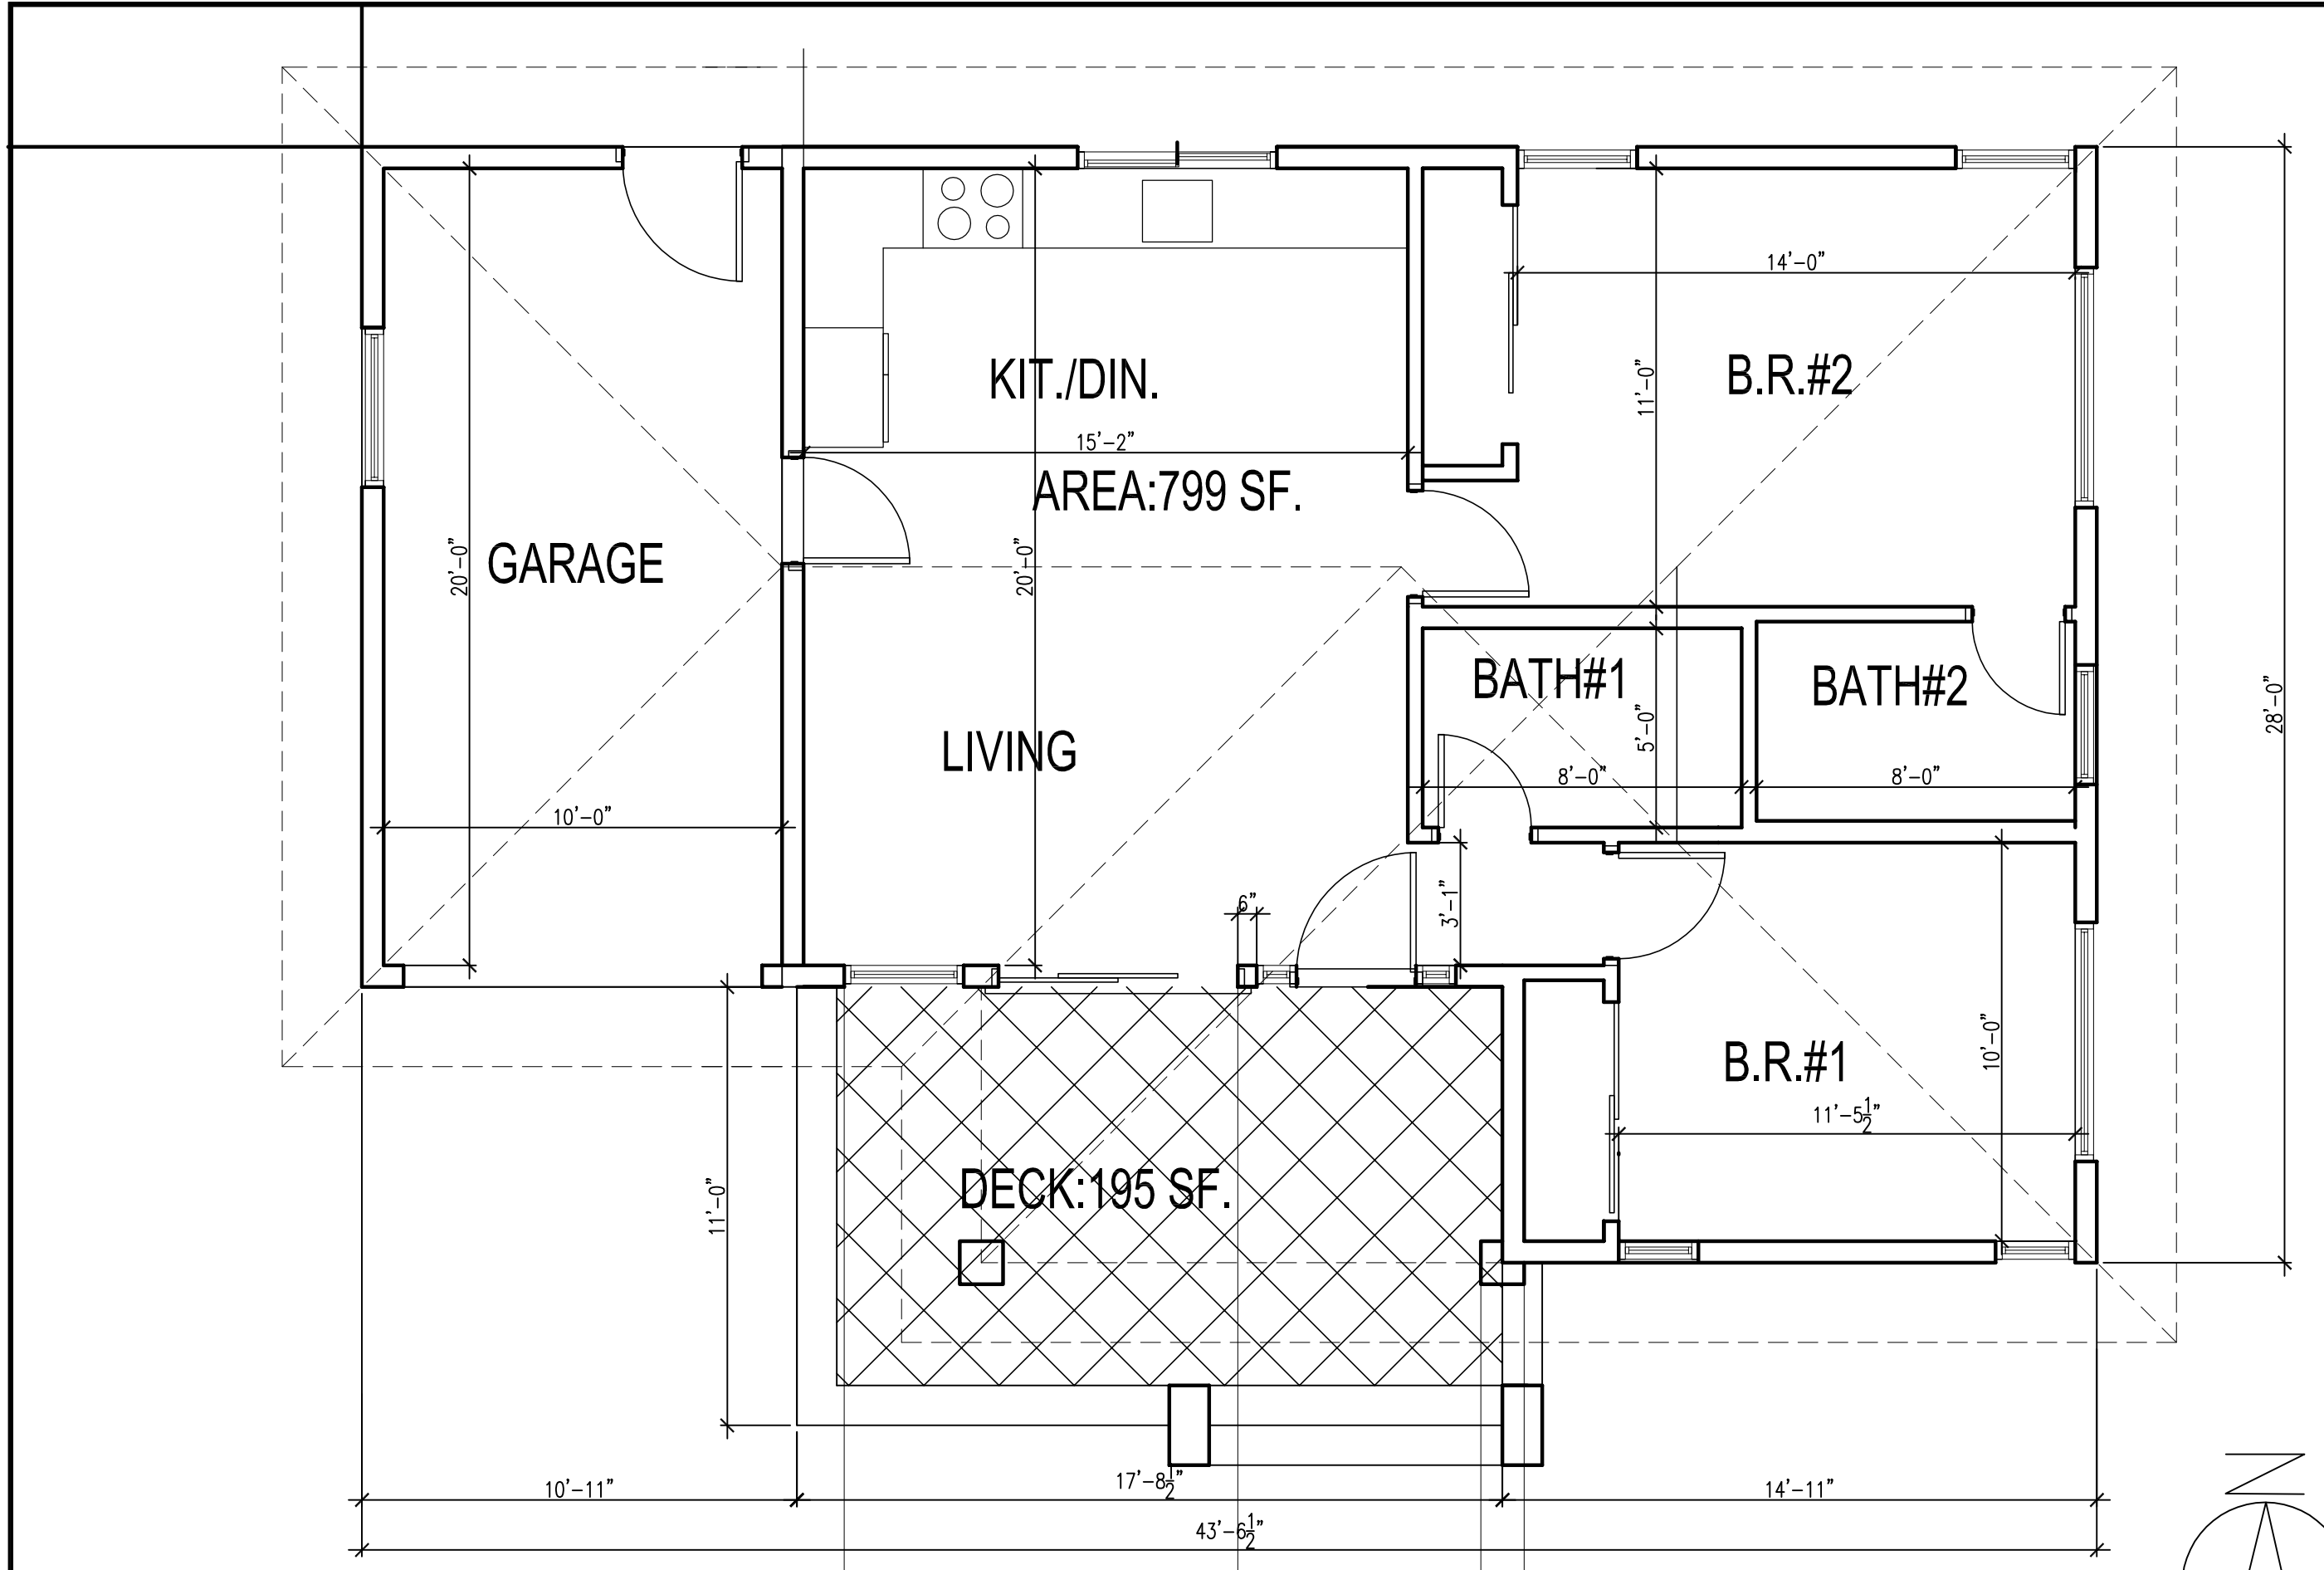 14'-0"
KIT./DIN.
B.R.#2
11'-0"
15'-2"
AREA:799 SF.
GARAGE
20'-0"
20'-0"
BATH#1
BATH#2
28'-0"
5'-0"
LIVING
8'-0"
8'-0"
10'-0"
6"
3'-1"
B.R.#1
10'-0"
11'-5 1/2"
DECK:195 SF.
11'-0"
10'-11"
17'-8 1/2"
14'-11"
43'-6 1/2"
N